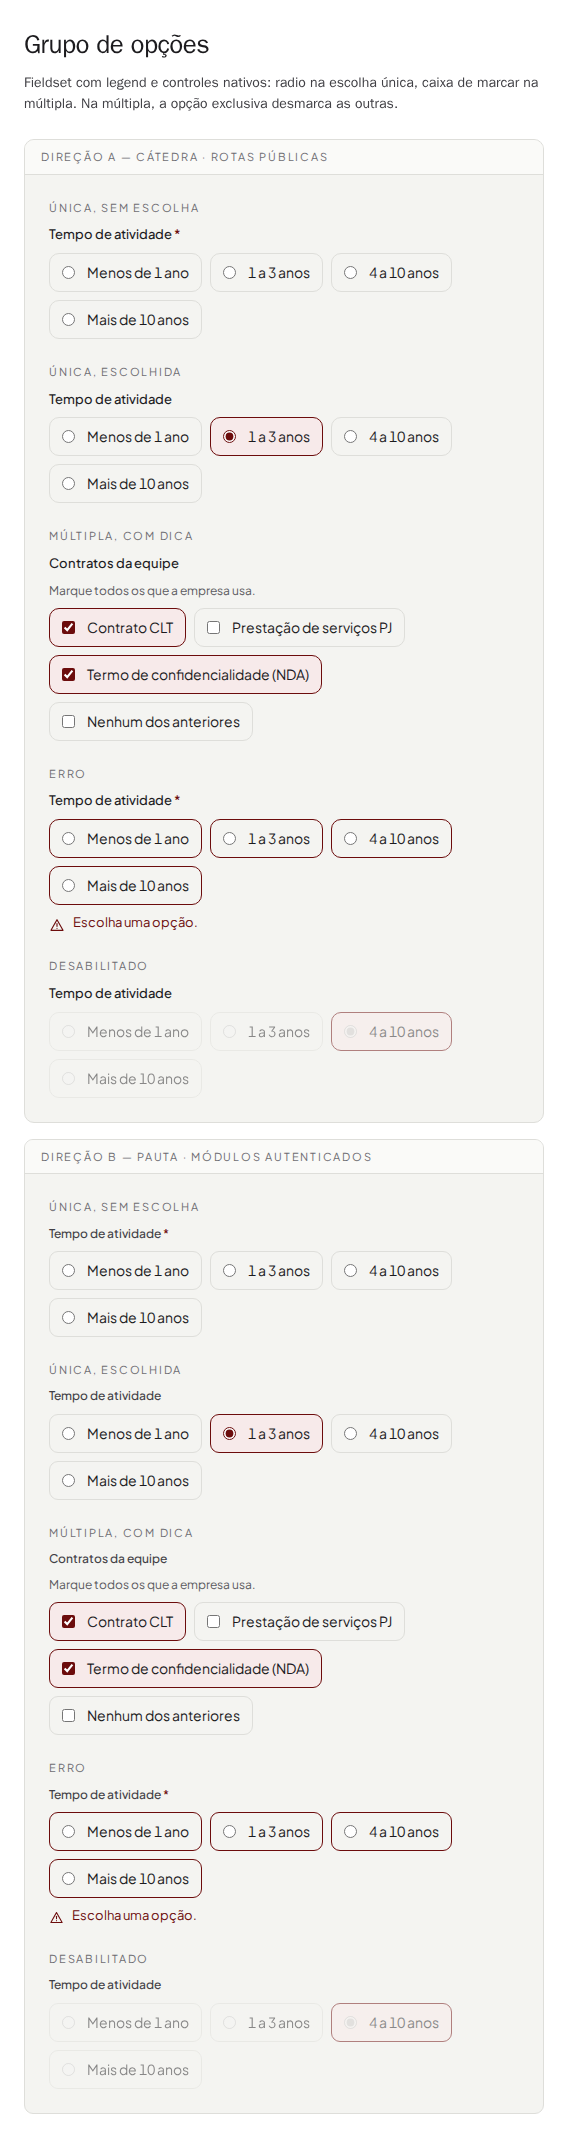 Grupo de opções
Fieldset com legend e controles nativos: radio na escolha única, caixa de marcar na
múltipla. Na múltipla, a opção exclusiva desmarca as outras.
DIREÇÃO A — CÁTEDRA · ROTAS PÚBLICAS
ÚNICA, SEM ESCOLHA
Tempo de atividade *
Menos de 1 ano
1 a 3 anos
4 a 10 anos
Mais de 10 anos
ÚNICA, ESCOLHIDA
Tempo de atividade
Menos de 1 ano
1 a 3 anos
4 a 10 anos
Mais de 10 anos
MÚLTIPLA, COM DICA
Contratos da equipe
Marque todos os que a empresa usa.
Contrato CLT
Prestação de serviços PJ
Termo de confidencialidade (NDA)
Nenhum dos anteriores
ERRO
Tempo de atividade *
Menos de 1 ano
1 a 3 anos
4 a 10 anos
Mais de 10 anos
Escolha uma opção.
DESABILITADO
Tempo de atividade
Menos de 1 ano
1 a 3 anos
4 a 10 anos
Mais de 10 anos
DIREÇÃO B — PAUTA · MÓDULOS AUTENTICADOS
ÚNICA, SEM ESCOLHA
Tempo de atividade *
Menos de 1 ano
1 a 3 anos
4 a 10 anos
Mais de 10 anos
ÚNICA, ESCOLHIDA
Tempo de atividade
Menos de 1 ano
1 a 3 anos
4 a 10 anos
Mais de 10 anos
MÚLTIPLA, COM DICA
Contratos da equipe
Marque todos os que a empresa usa.
Contrato CLT
Prestação de serviços PJ
Termo de confidencialidade (NDA)
Nenhum dos anteriores
ERRO
Tempo de atividade *
Menos de 1 ano
1 a 3 anos
4 a 10 anos
Mais de 10 anos
Escolha uma opção.
DESABILITADO
Tempo de atividade
Menos de 1 ano
1 a 3 anos
4 a 10 anos
Mais de 10 anos